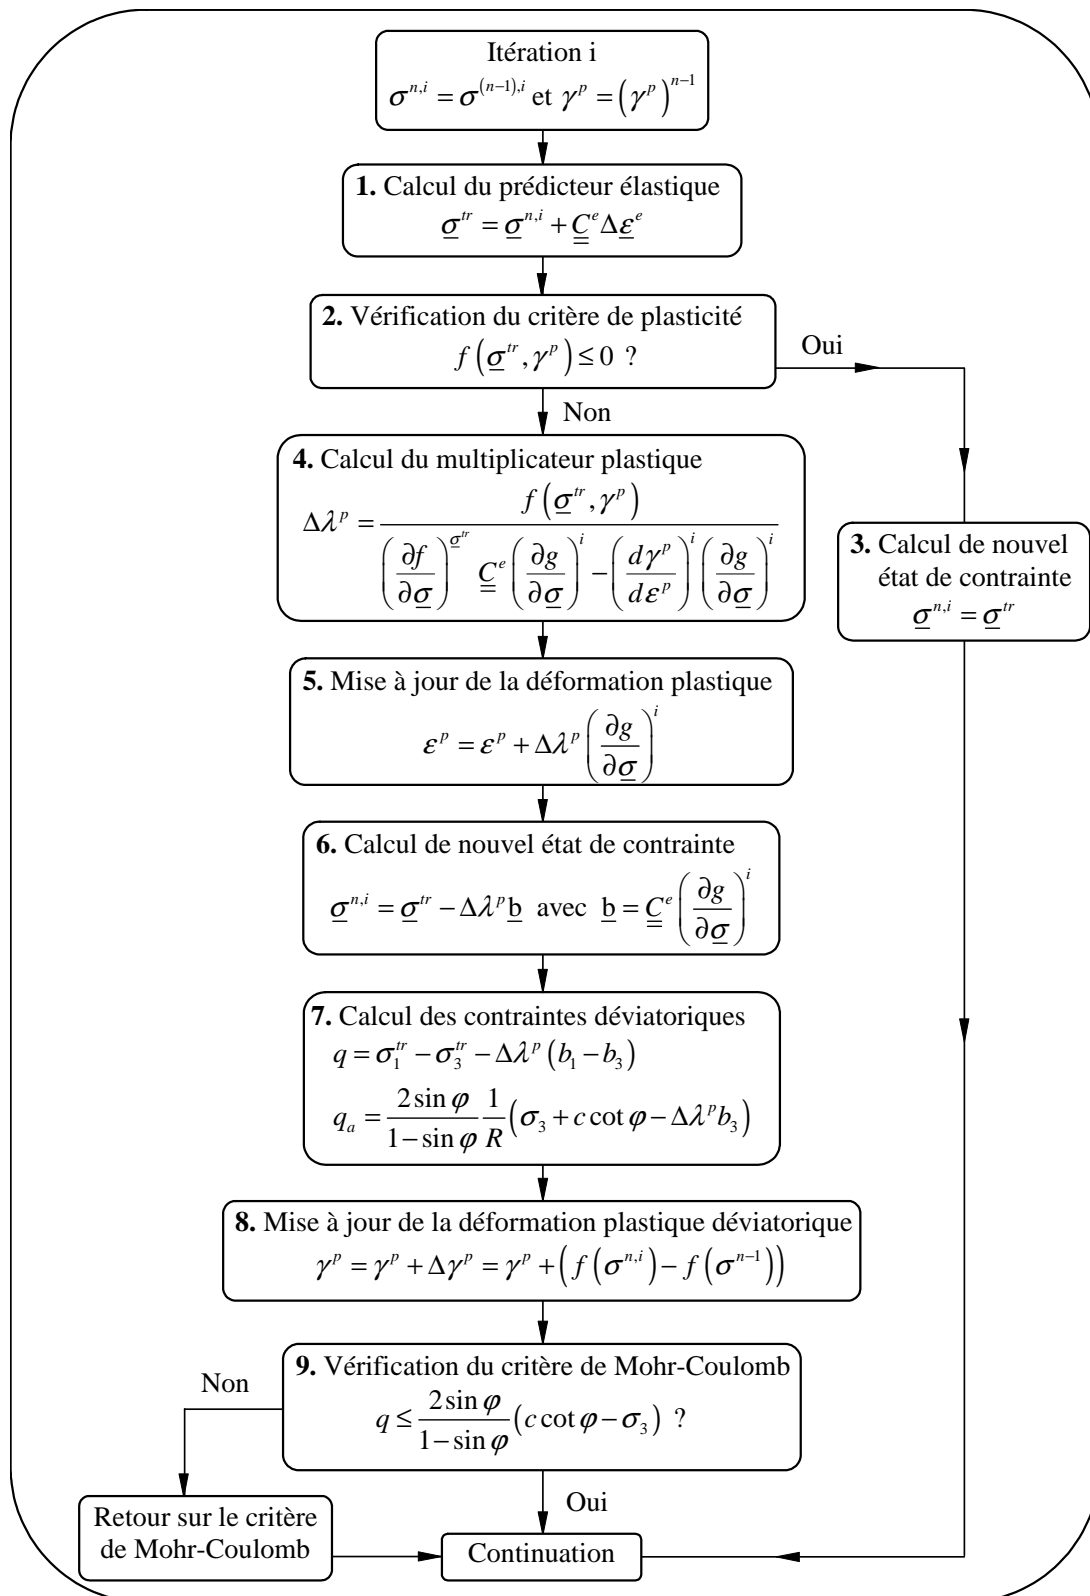 Itération i
σ^{n,i} = σ^{(n−1),i} et γ^p = (γ^p)^{n−1}
1. Calcul du prédicteur élastique
σ^{tr} = σ^{n,i} + C^e Δε^e
2. Vérification du critère de plasticité
f(σ^{tr}, γ^p) ≤ 0 ?
Oui
Non
4. Calcul du multiplicateur plastique
Δλ^p = f(σ^{tr}, γ^p) / ((∂f/∂σ)^{σ^{tr}} C^e (∂g/∂σ)^i − (dγ^p/dε^p)^i (∂g/∂σ)^i)
3. Calcul de nouvel
état de contrainte
σ^{n,i} = σ^{tr}
5. Mise à jour de la déformation plastique
ε^p = ε^p + Δλ^p (∂g/∂σ)^i
6. Calcul de nouvel état de contrainte
σ^{n,i} = σ^{tr} − Δλ^p b avec b = C^e (∂g/∂σ)^i
7. Calcul des contraintes déviatoriques
q = σ_1^{tr} − σ_3^{tr} − Δλ^p (b_1 − b_3)
q_a = (2 sin φ)/(1 − sin φ) 1/R (σ_3 + c cot φ − Δλ^p b_3)
8. Mise à jour de la déformation plastique déviatorique
γ^p = γ^p + Δγ^p = γ^p + (f(σ^{n,i}) − f(σ^{n−1}))
9. Vérification du critère de Mohr-Coulomb
q ≤ (2 sin φ)/(1 − sin φ) (c cot φ − σ_3) ?
Non
Oui
Retour sur le critère
de Mohr-Coulomb
Continuation